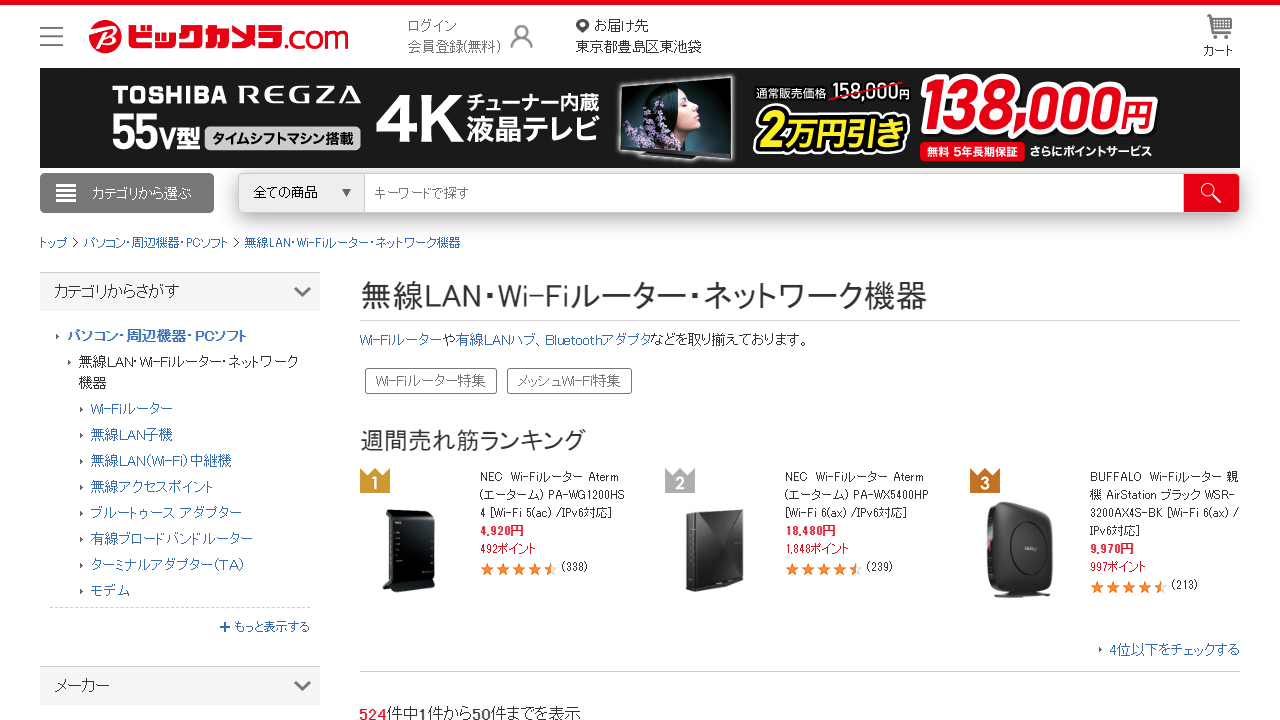 ビックカメラ.com
ログイン
会員登録(無料)
お届け先
東京都豊島区東池袋
カート
TOSHIBA REGZA
55V型 タイムシフトマシン搭載
4Kチューナー内蔵
液晶テレビ
通常販売価格 158,000円
2万円引き
138,000円
無料 5年長期保証 さらにポイントサービス
カテゴリから選ぶ
全ての商品
キーワードで探す
トップ > パソコン・周辺機器・PCソフト > 無線LAN・Wi-Fiルーター・ネットワーク機器
カテゴリからさがす
パソコン・周辺機器・PCソフト
無線LAN・Wi-Fiルーター・ネットワーク
機器
Wi-Fiルーター
無線LAN子機
無線LAN(Wi-Fi)中継機
無線アクセスポイント
ブルートゥース アダプター
有線ブロードバンドルーター
ターミナルアダプター(TA)
モデム
もっと表示する
メーカー
無線LAN・Wi-Fiルーター・ネットワーク機器
Wi-Fiルーターや有線LANハブ、Bluetoothアダプタなどを取り揃えております。
Wi-Fiルーター特集
メッシュWi-Fi特集
週間売れ筋ランキング
1
NEC Wi-Fiルーター Aterm
(エーターム) PA-WG1200HS
4 [Wi-Fi 5(ac) /IPv6対応]
4,920円
492ポイント
(338)
2
NEC Wi-Fiルーター Aterm
(エーターム) PA-WX5400HP
[Wi-Fi 6(ax) /IPv6対応]
18,480円
1,848ポイント
(239)
3
BUFFALO Wi-Fiルーター 親
機 AirStation ブラック WSR-
3200AX4S-BK [Wi-Fi 6(ax) /
IPv6対応]
9,970円
997ポイント
(213)
4位以下をチェックする
524件中1件から50件までを表示